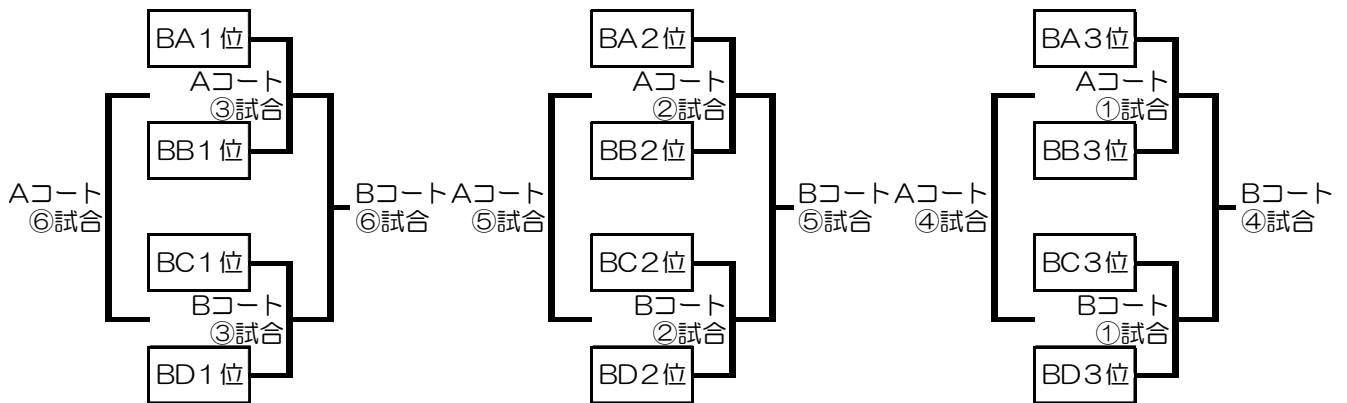 BA1位
Aコート
③試合
BB1位
Aコート
⑥試合
Bコート
⑥試合
BC1位
Bコート
③試合
BD1位
BA2位
Aコート
②試合
BB2位
Aコート
⑤試合
Bコート
⑤試合
BC2位
Bコート
②試合
BD2位
BA3位
Aコート
①試合
BB3位
Aコート
④試合
Bコート
④試合
BC3位
Bコート
①試合
BD3位